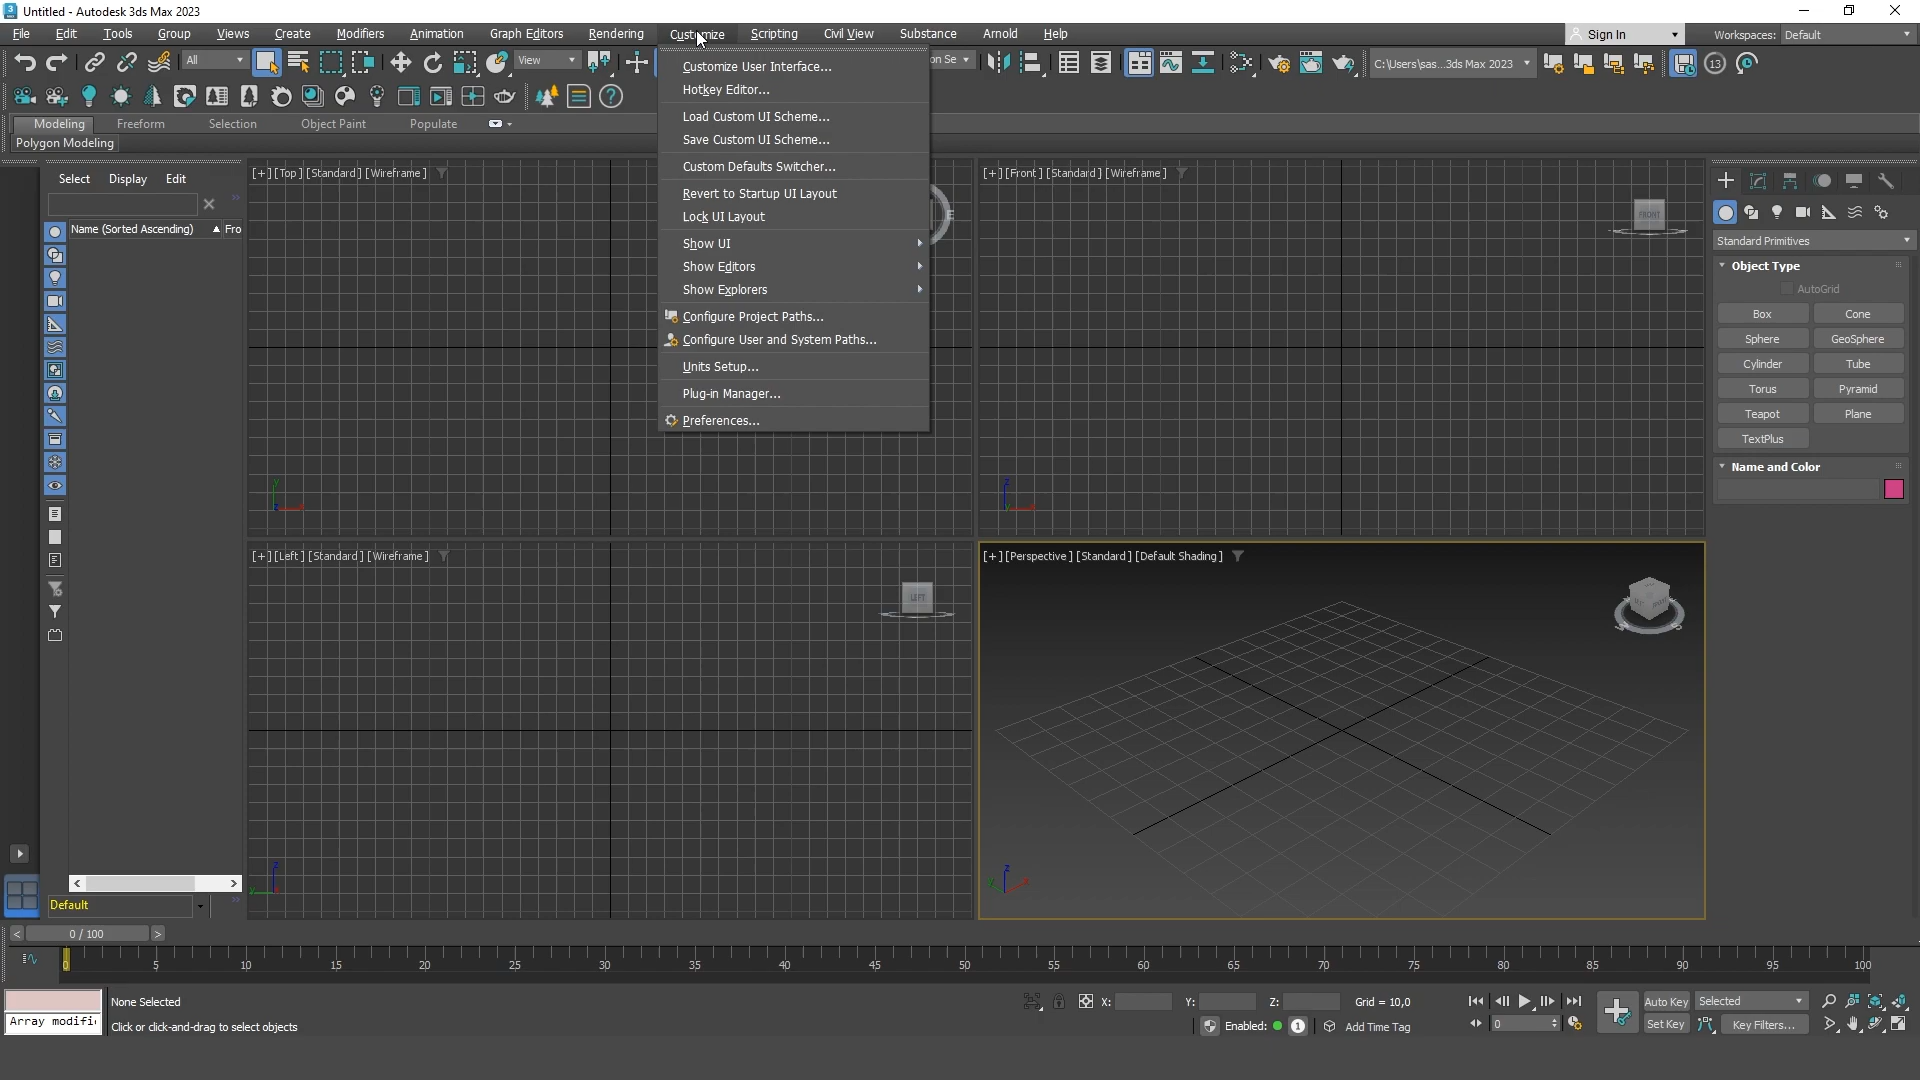 Untitled - Autodesk 3ds Max 2023
File Edit Tools Group Views Create Modifiers Animation Graph Editors Rendering Customize Scripting Civil View Substance Arnold Help
Sign In
Workspaces: Default
All
View
on Se
C:\Users\sas...3ds Max 2023
13
Modeling Freeform Selection Object Paint Populate
Polygon Modeling
Customize User Interface...
Hotkey Editor...
Load Custom UI Scheme...
Save Custom UI Scheme...
Custom Defaults Switcher...
Revert to Startup UI Layout
Lock UI Layout
Show UI
Show Editors
Show Explorers
Configure Project Paths...
Configure User and System Paths...
Units Setup...
Plug-in Manager...
Preferences...
Select Display Edit
Name (Sorted Ascending) Fro
[+] [Top] [Standard] [Wireframe]
E
y
z
[+] [Front] [Standard] [Wireframe]
FRONT
z
[+] [Left] [Standard] [Wireframe]
LEFT
z
y
[+] [Perspective] [Standard] [Default Shading]
z
y x
Standard Primitives
Object Type
AutoGrid
Box Cone
Sphere GeoSphere
Cylinder Tube
Torus Pyramid
Teapot Plane
TextPlus
Name and Color
Default
< 0 / 100 >
0 5 10 15 20 25 30 35 40 45 50 55 60 65 70 75 80 85 90 95 100
None Selected
Array modifi
Click or click-and-drag to select objects
X: Y: Z: Grid = 10,0
Enabled: 1 Add Time Tag
0
Auto Key Selected
Set Key Key Filters...